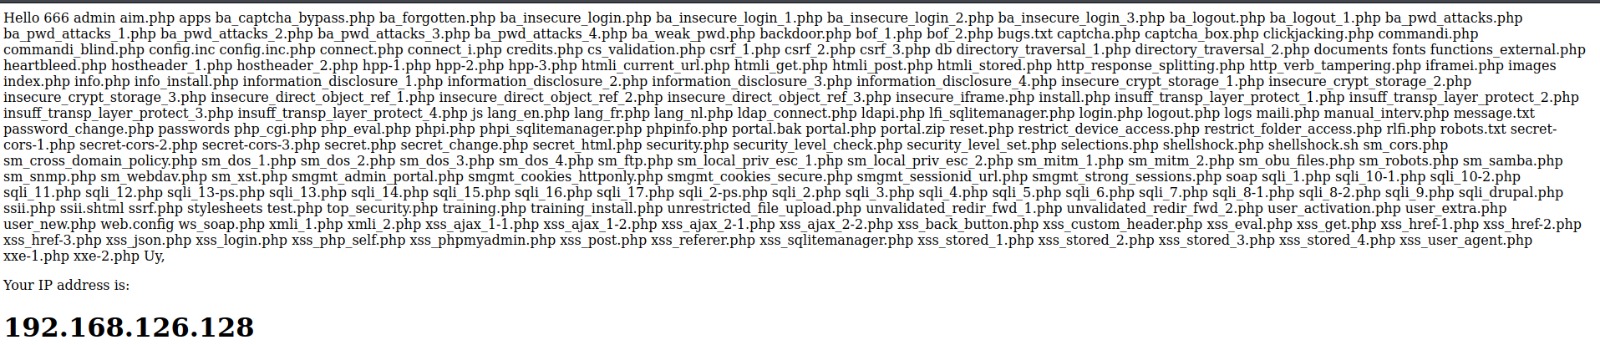 Hello 666 admin aim.php apps ba_captcha_bypass.php ba_forgotten.php ba_insecure_login.php ba_insecure_login_1.php ba_insecure_login_2.php ba_insecure_login_3.php ba_logout.php ba_logout_1.php ba_pwd_attacks.php
ba_pwd_attacks_1.php ba_pwd_attacks_2.php ba_pwd_attacks_3.php ba_pwd_attacks_4.php ba_weak_pwd.php backdoor.php bof_1.php bof_2.php bugs.txt captcha.php captcha_box.php clickjacking.php commandi.php
commandi_blind.php config.inc config.inc.php connect.php connect_i.php credits.php cs_validation.php csrf_1.php csrf_2.php csrf_3.php db directory_traversal_1.php directory_traversal_2.php documents fonts functions_external.php
heartbleed.php hostheader_1.php hostheader_2.php hpp-1.php hpp-2.php hpp-3.php htmli_current_url.php htmli_get.php htmli_post.php htmli_stored.php http_response_splitting.php http_verb_tampering.php iframei.php images
index.php info.php info_install.php information_disclosure_1.php information_disclosure_2.php information_disclosure_3.php information_disclosure_4.php insecure_crypt_storage_1.php insecure_crypt_storage_2.php
insecure_crypt_storage_3.php insecure_direct_object_ref_1.php insecure_direct_object_ref_2.php insecure_direct_object_ref_3.php insecure_iframe.php install.php insuff_transp_layer_protect_1.php insuff_transp_layer_protect_2.php
insuff_transp_layer_protect_3.php insuff_transp_layer_protect_4.php js lang_en.php lang_fr.php lang_nl.php ldap_connect.php ldapi.php lfi_sqlitemanager.php login.php logout.php logs maili.php manual_interv.php message.txt
password_change.php passwords php_cgi.php php_eval.php phpi.php phpi_sqlitemanager.php phpinfo.php portal.bak portal.php portal.zip reset.php restrict_device_access.php restrict_folder_access.php rlfi.php robots.txt secret-
cors-1.php secret-cors-2.php secret-cors-3.php secret.php secret_change.php secret_html.php security.php security_level_check.php security_level_set.php selections.php shellshock.php shellshock.sh sm_cors.php
sm_cross_domain_policy.php sm_dos_1.php sm_dos_2.php sm_dos_3.php sm_dos_4.php sm_ftp.php sm_local_priv_esc_1.php sm_local_priv_esc_2.php sm_mitm_1.php sm_mitm_2.php sm_obu_files.php sm_robots.php sm_samba.php
sm_snmp.php sm_webdav.php sm_xst.php smgmt_admin_portal.php smgmt_cookies_httponly.php smgmt_cookies_secure.php smgmt_sessionid_url.php smgmt_strong_sessions.php soap sqli_1.php sqli_10-1.php sqli_10-2.php
sqli_11.php sqli_12.php sqli_13-ps.php sqli_13.php sqli_14.php sqli_15.php sqli_16.php sqli_17.php sqli_2-ps.php sqli_2.php sqli_3.php sqli_4.php sqli_5.php sqli_6.php sqli_7.php sqli_8-1.php sqli_8-2.php sqli_9.php sqli_drupal.php
ssii.php ssii.shtml ssrf.php stylesheets test.php top_security.php training.php training_install.php unrestricted_file_upload.php unvalidated_redir_fwd_1.php unvalidated_redir_fwd_2.php user_activation.php user_extra.php
user_new.php web.config ws_soap.php xmli_1.php xmli_2.php xss_ajax_1-1.php xss_ajax_1-2.php xss_ajax_2-1.php xss_ajax_2-2.php xss_back_button.php xss_custom_header.php xss_eval.php xss_get.php xss_href-1.php xss_href-2.php
xss_href-3.php xss_json.php xss_login.php xss_php_self.php xss_phpmyadmin.php xss_post.php xss_referer.php xss_sqlitemanager.php xss_stored_1.php xss_stored_2.php xss_stored_3.php xss_stored_4.php xss_user_agent.php
xxe-1.php xxe-2.php Uy,
Your IP address is:
192.168.126.128